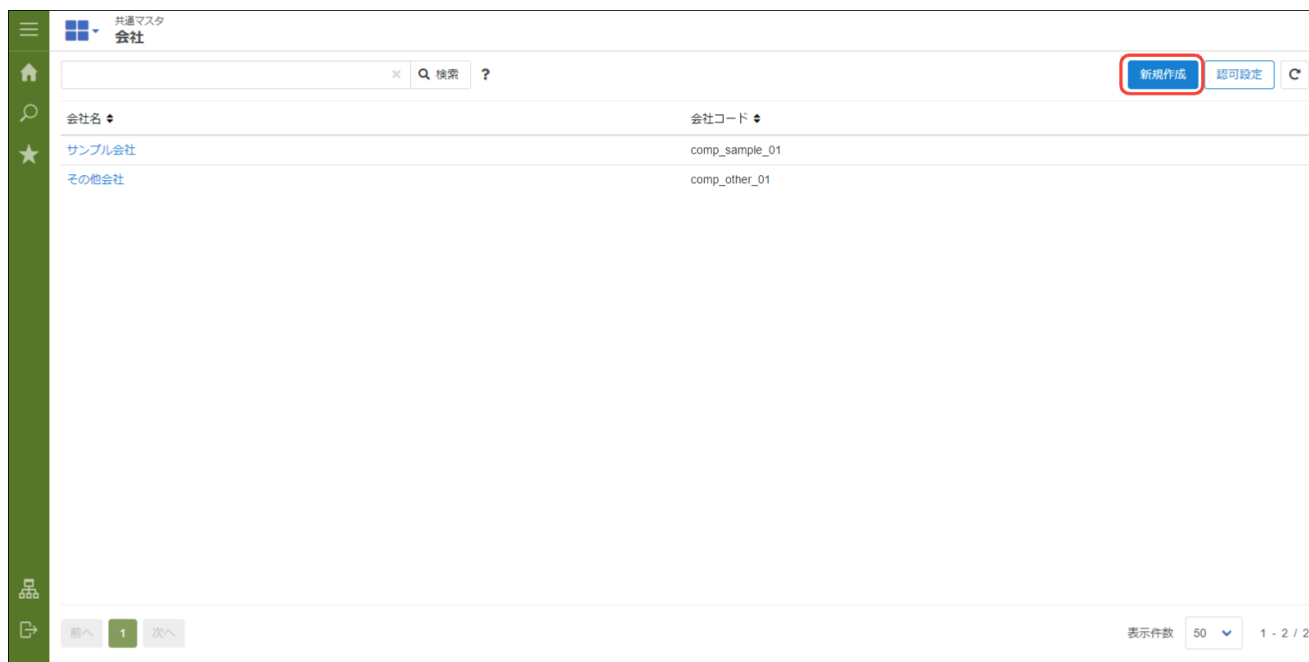 共通マスタ
会社
検索 ?
新規作成 認可設定
会社名 会社コード
サンプル会社 comp_sample_01
その他会社 comp_other_01
前へ 1 次へ 表示件数 50 1 - 2 / 2